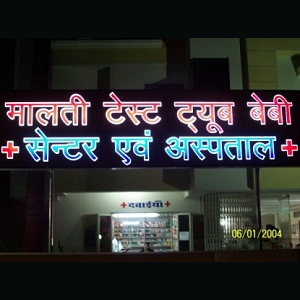 मालती टेस्ट ट्यूब बेबी
+ सेन्टर एवं अस्पताल +
+ दवाईयाँ +
06/01/2004